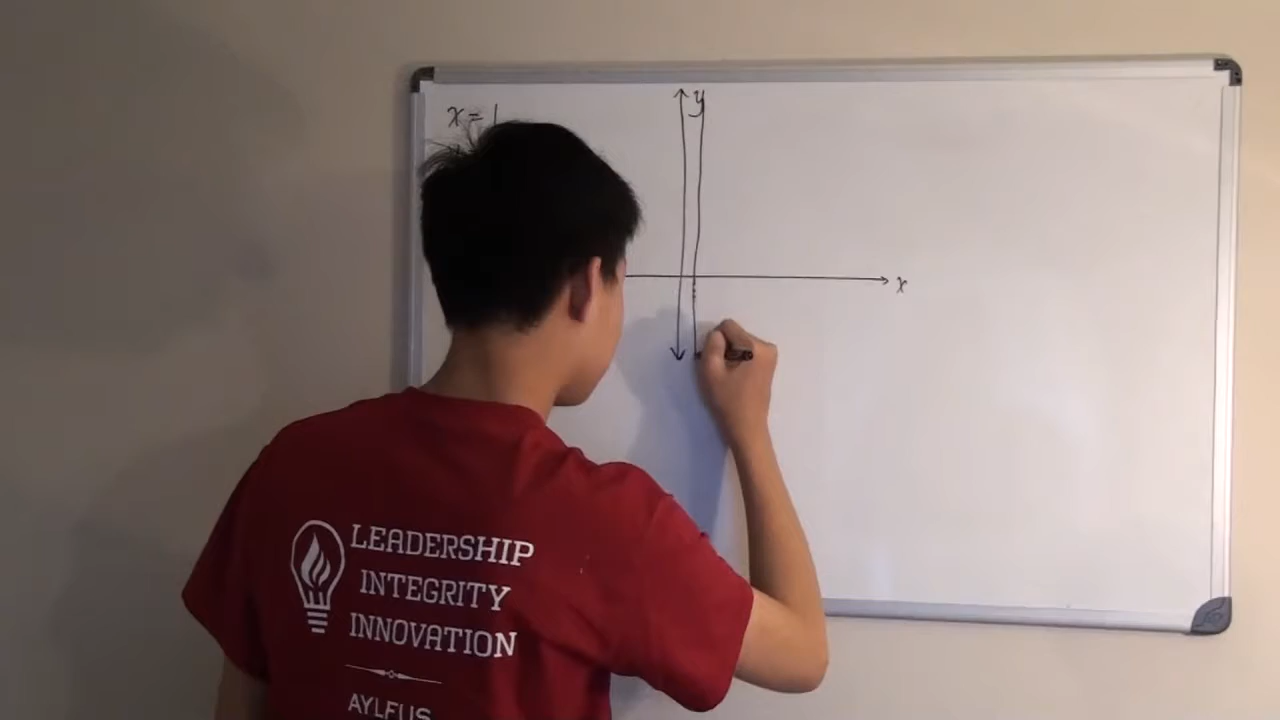 x = 1
y
x
LEADERSHIP
INTEGRITY
INNOVATION
AYLEUS